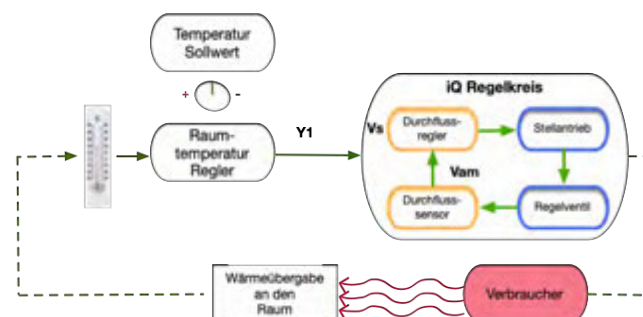 Temperatur
Sollwert
+ -
Raum-
temperatur
Regler
Y1
iQ Regelkreis
Vs
Durchfluss-
regler
Stellantrieb
Vam
Durchfluss-
sensor
Regelventil
Wärmeübergabe
an den
Raum
Verbraucher